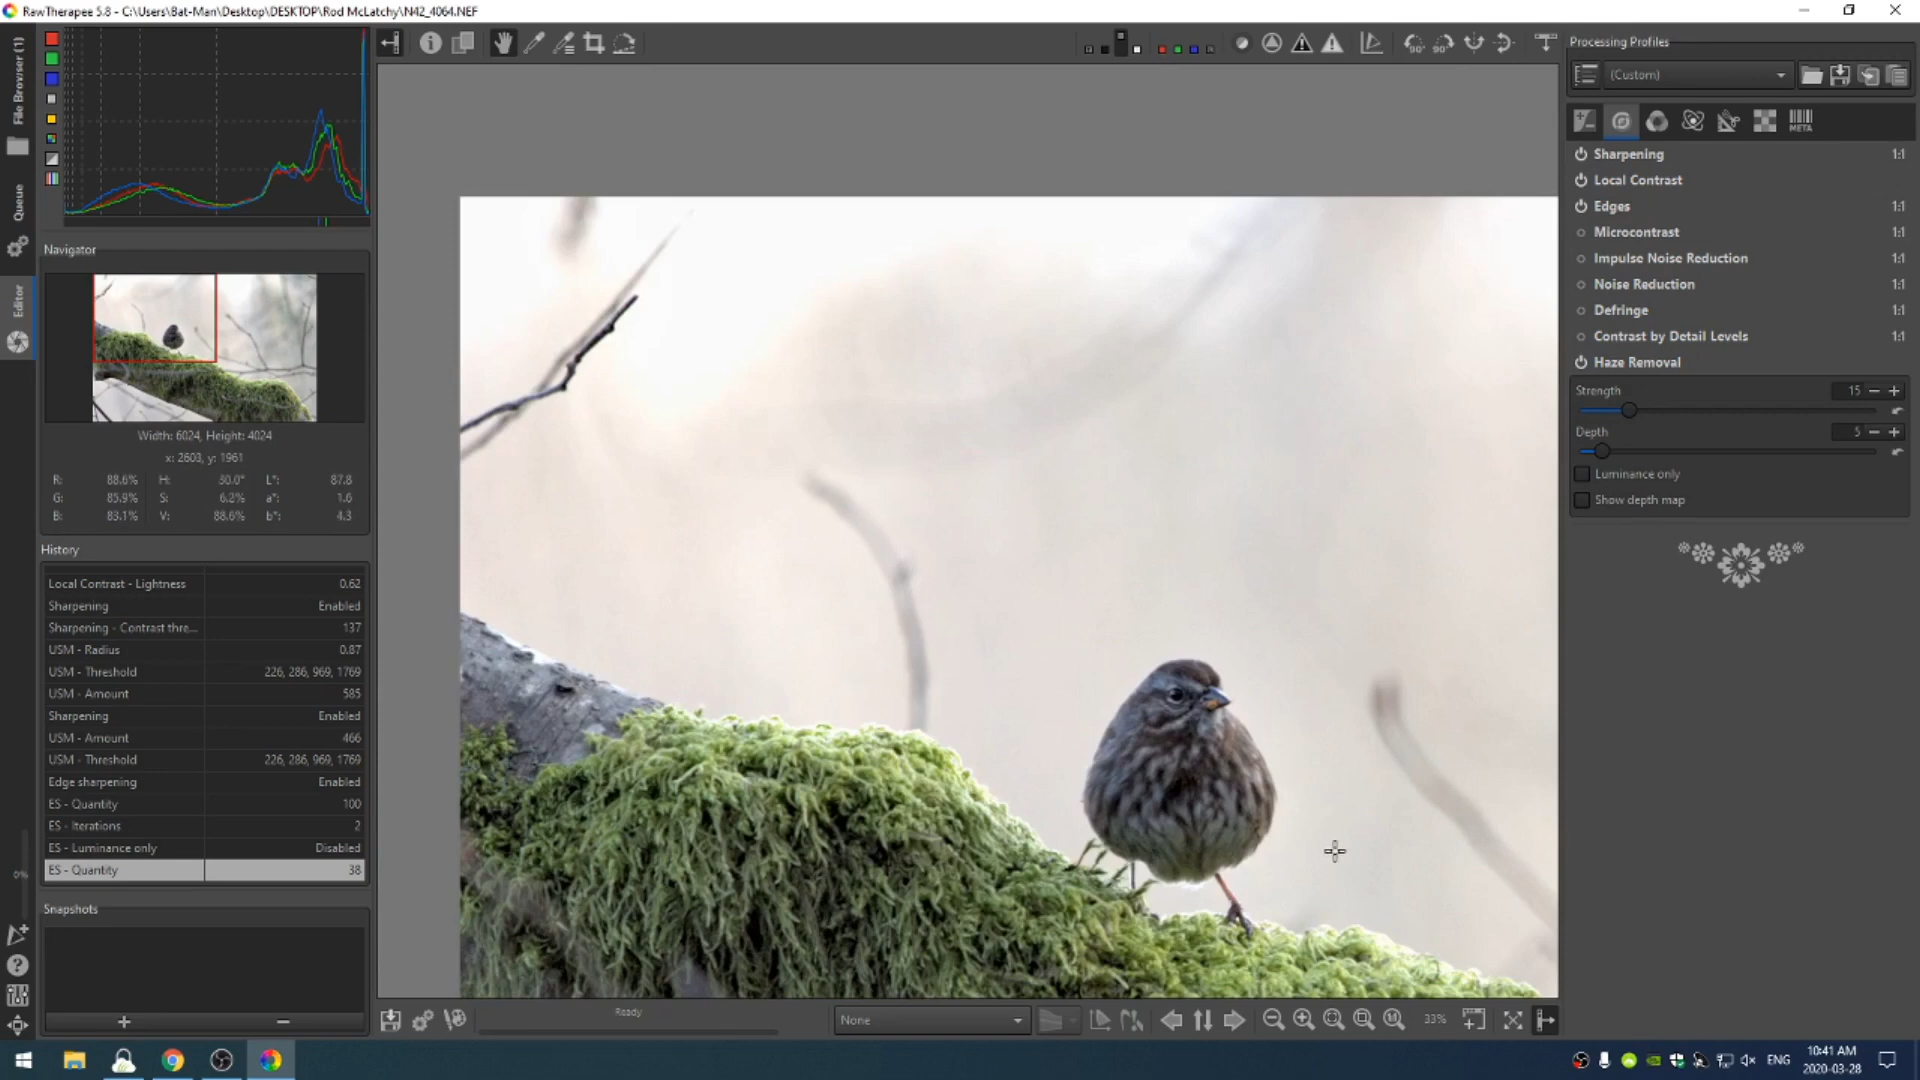 RawTherapee 5.8 - C:\Users\Bat-Man\Desktop\DESKTOP\Rod McLatchy\N42_4064.NEF
File Browser (1)
Queue
Editor
0%
Navigator
Width: 6024, Height: 4024
x: 2603, y: 1961
R: 88.6% H: 30.0° L*: 87.8
G: 85.9% S: 6.2% a*: 1.6
B: 83.1% V: 88.6% b*: 4.3
History
Local Contrast - Lightness 0.62
Sharpening Enabled
Sharpening - Contrast thre... 137
USM - Radius 0.87
USM - Threshold 226, 286, 969, 1769
USM - Amount 585
Sharpening Enabled
USM - Amount 466
USM - Threshold 226, 286, 969, 1769
Edge sharpening Enabled
ES - Quantity 100
ES - Iterations 2
ES - Luminance only Disabled
ES - Quantity 38
Snapshots
Ready
None
33%
Processing Profiles
(Custom)
META
Sharpening 1:1
Local Contrast
Edges 1:1
Microcontrast 1:1
Impulse Noise Reduction 1:1
Noise Reduction 1:1
Defringe 1:1
Contrast by Detail Levels 1:1
Haze Removal
Strength 15
Depth 5
Luminance only
Show depth map
ENG
10:41 AM
2020-03-28